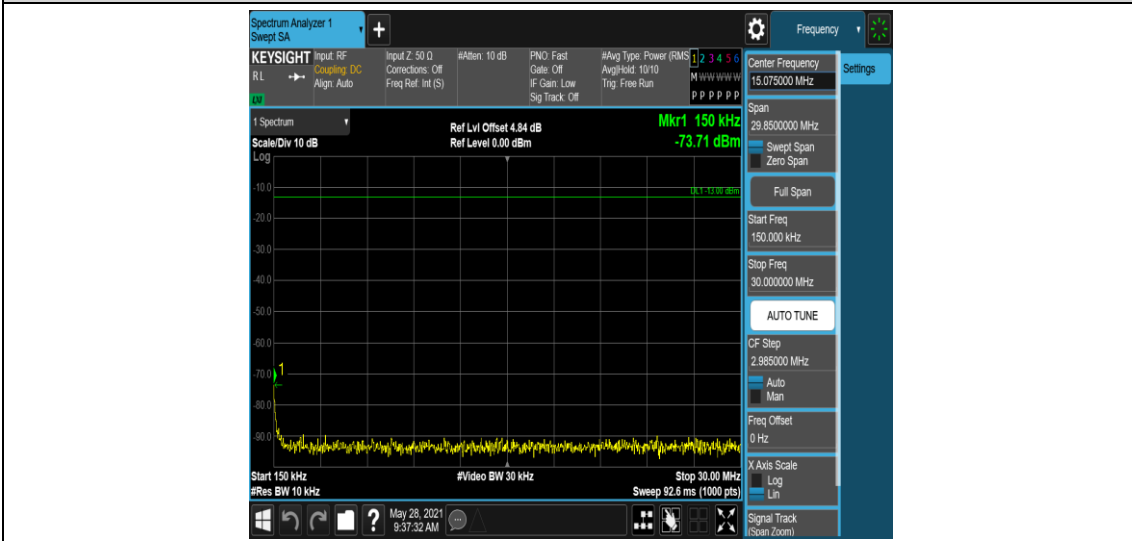 Spectrum Analyzer 1
Swept SA
+
Frequency
KEYSIGHT
RL
LXI
Input: RF
Coupling: DC
Align: Auto
Input Z: 50 Ω
Corrections: Off
Freq Ref: Int (S)
#Atten: 10 dB
PNO: Fast
Gate: Off
IF Gain: Low
Sig Track: Off
#Avg Type: Power (RMS
Avg|Hold: 10/10
Trig: Free Run
1 2 3 4 5 6
M W W W W W
P P P P P P
1 Spectrum
Scale/Div 10 dB
Log
Ref Lvl Offset 4.84 dB
Ref Level 0.00 dBm
Mkr1 150 kHz
-73.71 dBm
DL1 -13.00 dBm
-10.0
-20.0
-30.0
-40.0
-50.0
-60.0
-70.0
1
-80.0
-90.0
Start 150 kHz
#Res BW 10 kHz
#Video BW 30 kHz
Stop 30.00 MHz
Sweep 92.6 ms (1000 pts)
?
May 28, 2021
9:37:32 AM
Center Frequency
15.075000 MHz
Span
29.8500000 MHz
Swept Span
Zero Span
Full Span
Start Freq
150.000 kHz
Stop Freq
30.000000 MHz
AUTO TUNE
CF Step
2.985000 MHz
Auto
Man
Freq Offset
0 Hz
X Axis Scale
Log
Lin
Signal Track
(Span Zoom)
Settings